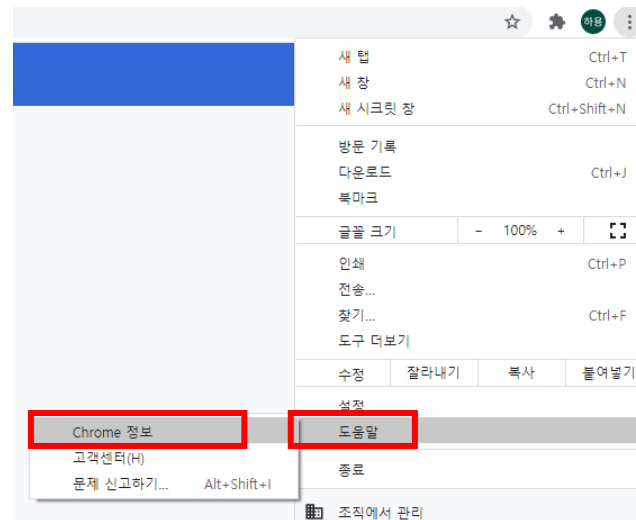 하용
새 탭 Ctrl+T
새 창 Ctrl+N
새 시크릿 창 Ctrl+Shift+N
방문 기록
다운로드 Ctrl+J
북마크
글꼴 크기 - 100% +
인쇄 Ctrl+P
전송...
찾기... Ctrl+F
도구 더보기
수정 잘라내기 복사 붙여넣기
설정
Chrome 정보 도움말
고객센터(H)
문제 신고하기... Alt+Shift+I
종료
조직에서 관리